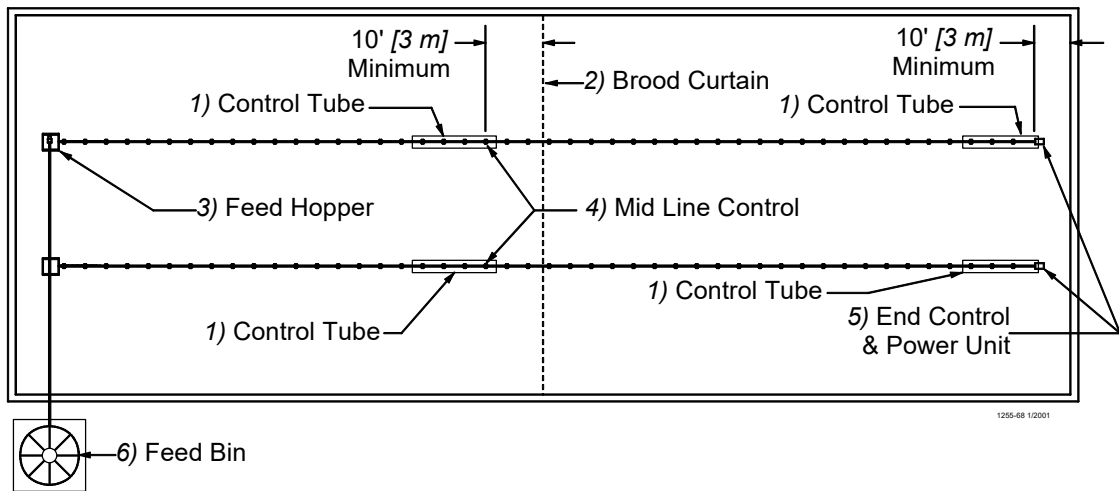 10' [3 m]
Minimum
10' [3 m]
Minimum
2) Brood Curtain
1) Control Tube
1) Control Tube
3) Feed Hopper
4) Mid Line Control
1) Control Tube
1) Control Tube
5) End Control
& Power Unit
1255-68 1/2001
6) Feed Bin